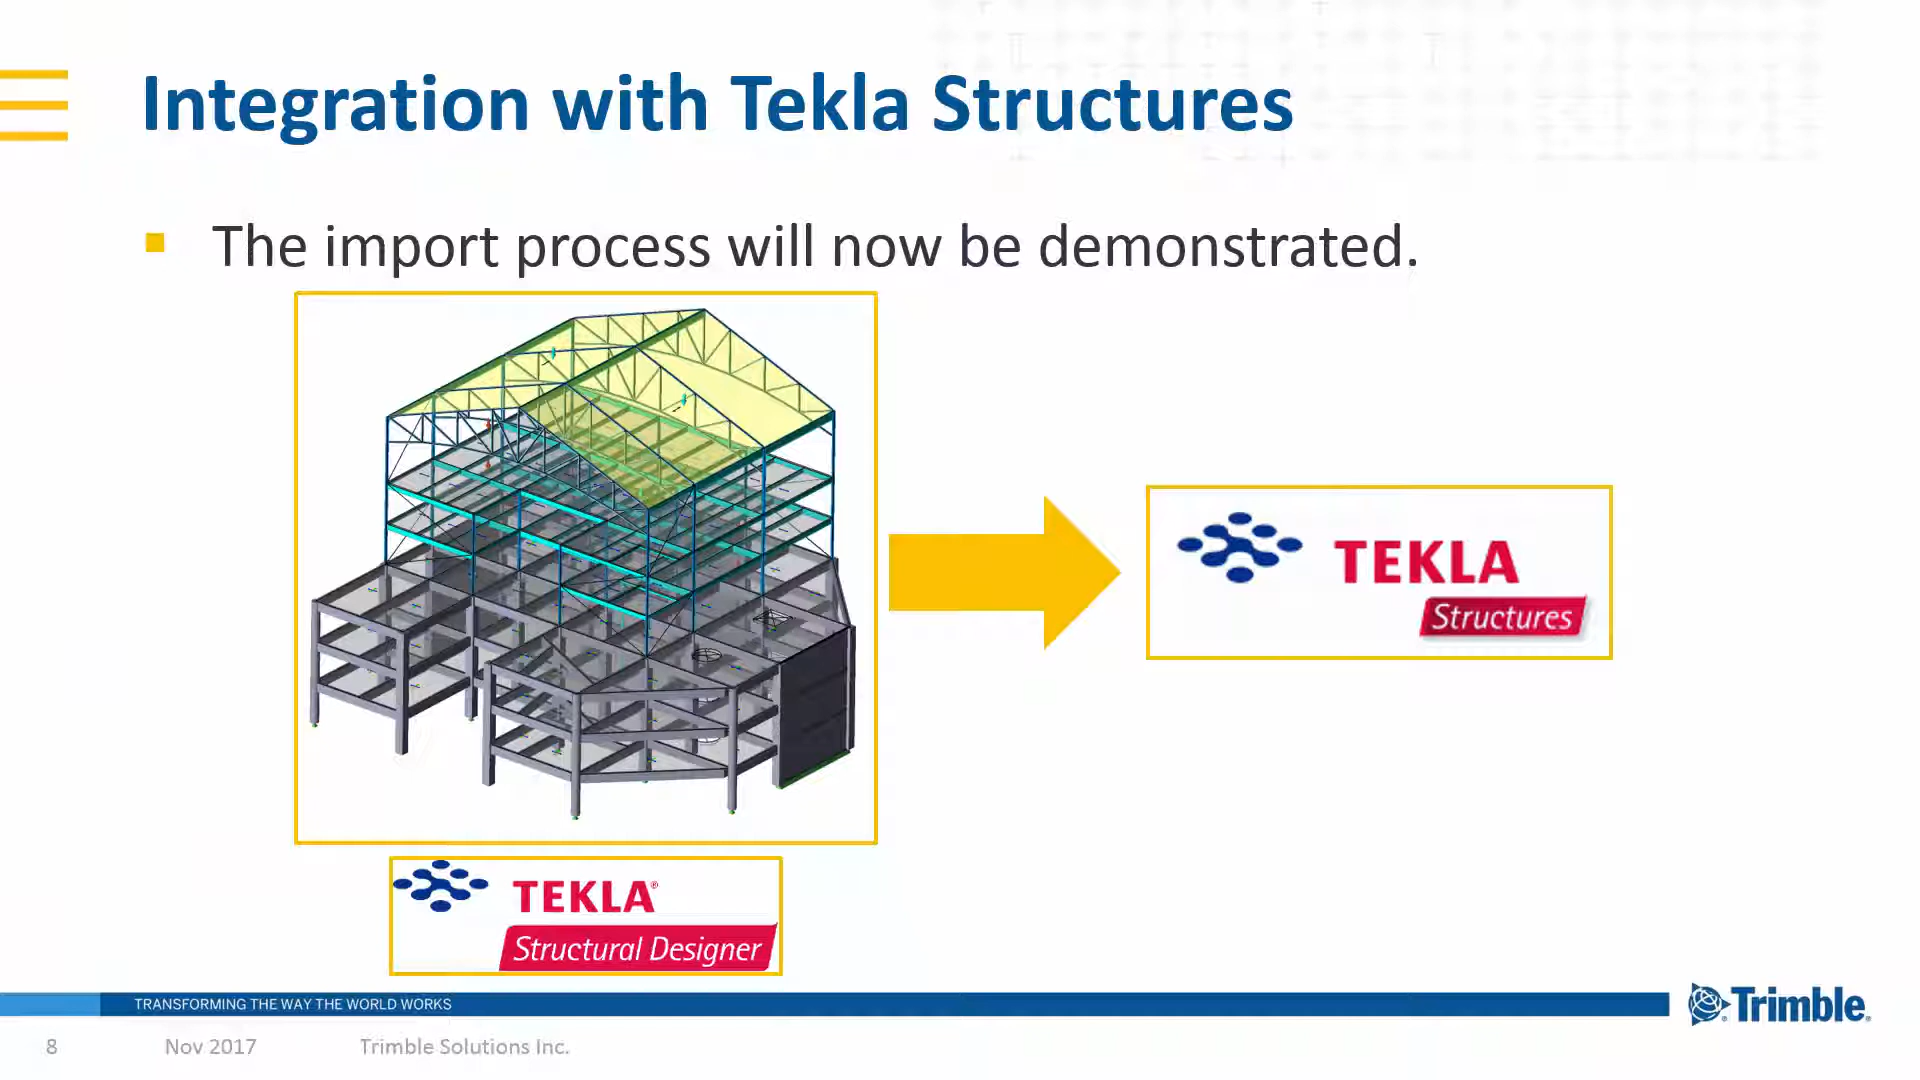 Integration with Tekla Structures
▪ The import process will now be demonstrated.
TEKLA
Structures
TEKLA®
Structural Designer
TRANSFORMING THE WAY THE WORLD WORKS
Trimble.
8 Nov 2017 Trimble Solutions Inc.